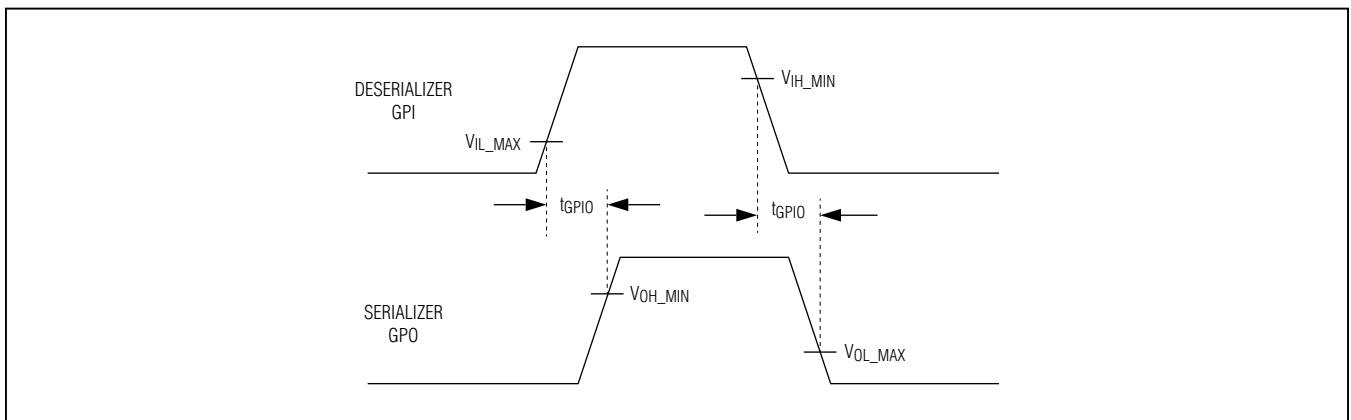 DESERIALIZER
GPI
VIH_MIN
VIL_MAX
tGPIO
tGPIO
VOH_MIN
SERIALIZER
GPO
VOL_MAX